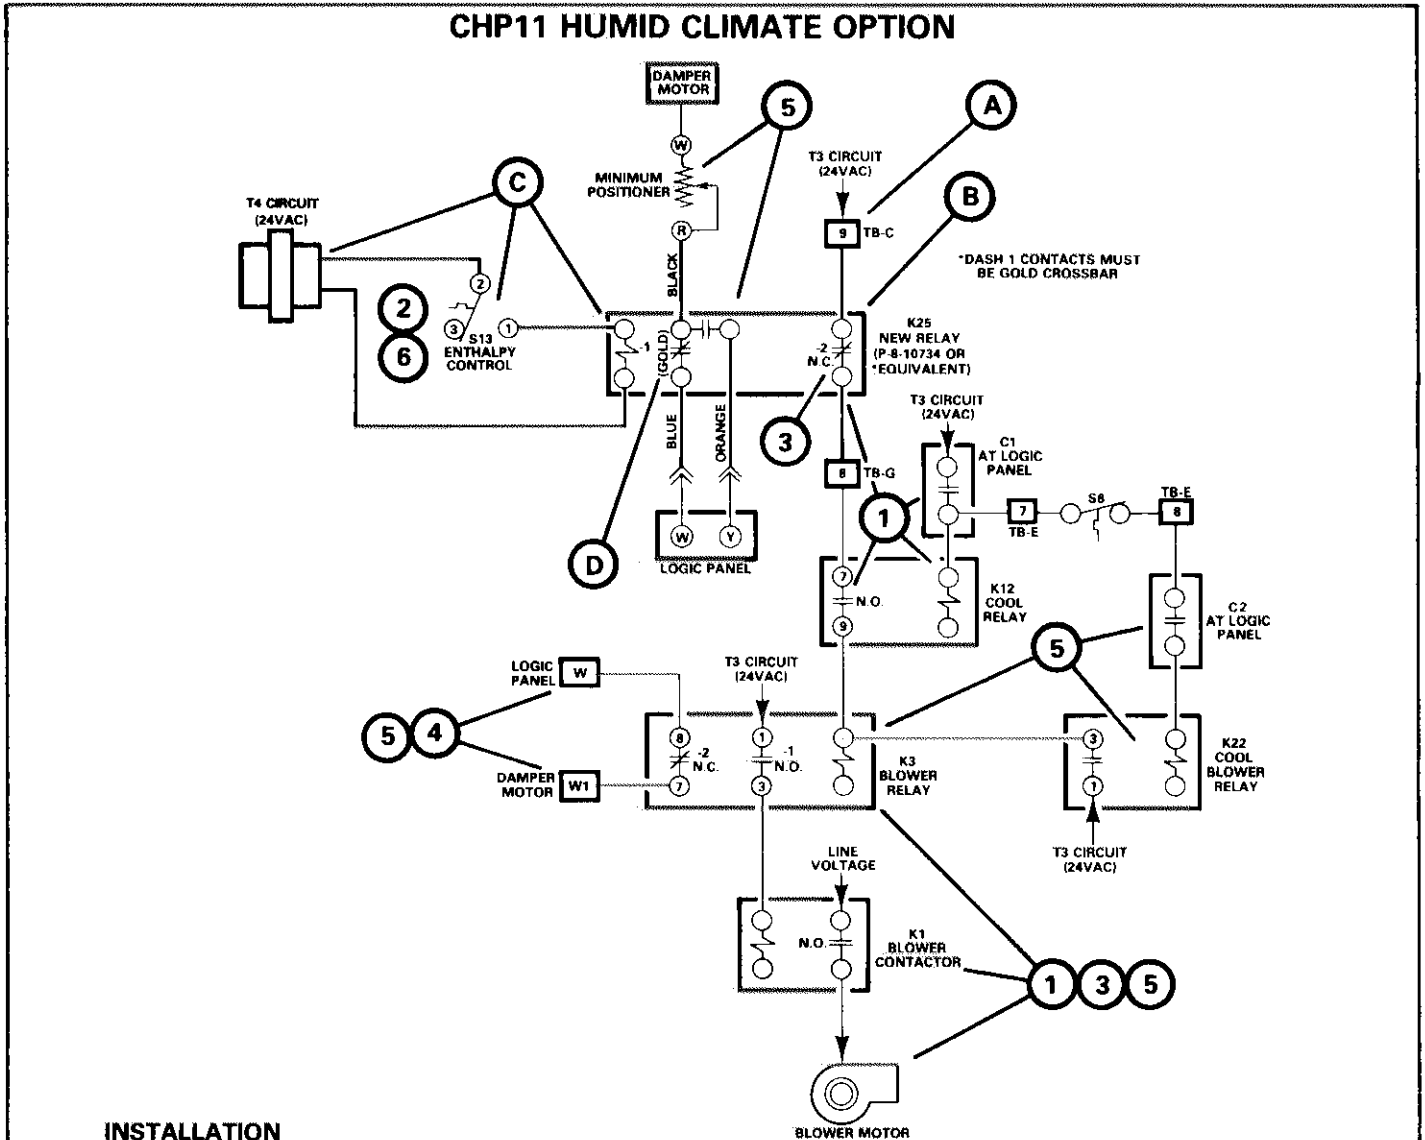 CHP11 HUMID CLIMATE OPTION
DAMPER
MOTOR
5
A
W
T3 CIRCUIT
(24VAC)
MINIMUM
POSITIONER
C
B
T4 CIRCUIT
(24VAC)
R
9
TB-C
*DASH 1 CONTACTS MUST
BE GOLD CROSSBAR
BLACK
2
2
3
1
S13
ENTHALPY
CONTROL
6
-1
(GOLD)
-2
N.C.
K25
NEW RELAY
(P-8-10734 OR
*EQUIVALENT)
T3 CIRCUIT
(24VAC)
BLUE
ORANGE
3
C1
AT LOGIC
PANEL
8
TB-G
1
7
TB-E
S6
TB-E
8
W
Y
LOGIC PANEL
D
7
N.O.
9
K12
COOL
RELAY
C2
AT LOGIC
PANEL
5
LOGIC
PANEL
W
T3 CIRCUIT
(24VAC)
5
4
8
-2
N.C.
7
1
-1
N.O.
3
K3
BLOWER
RELAY
3
1
K22
COOL
BLOWER
RELAY
DAMPER
MOTOR
W1
T3 CIRCUIT
(24VAC)
LINE
VOLTAGE
N.O.
K1
BLOWER
CONTACTOR
1
3
5
BLOWER MOTOR
INSTALLATION